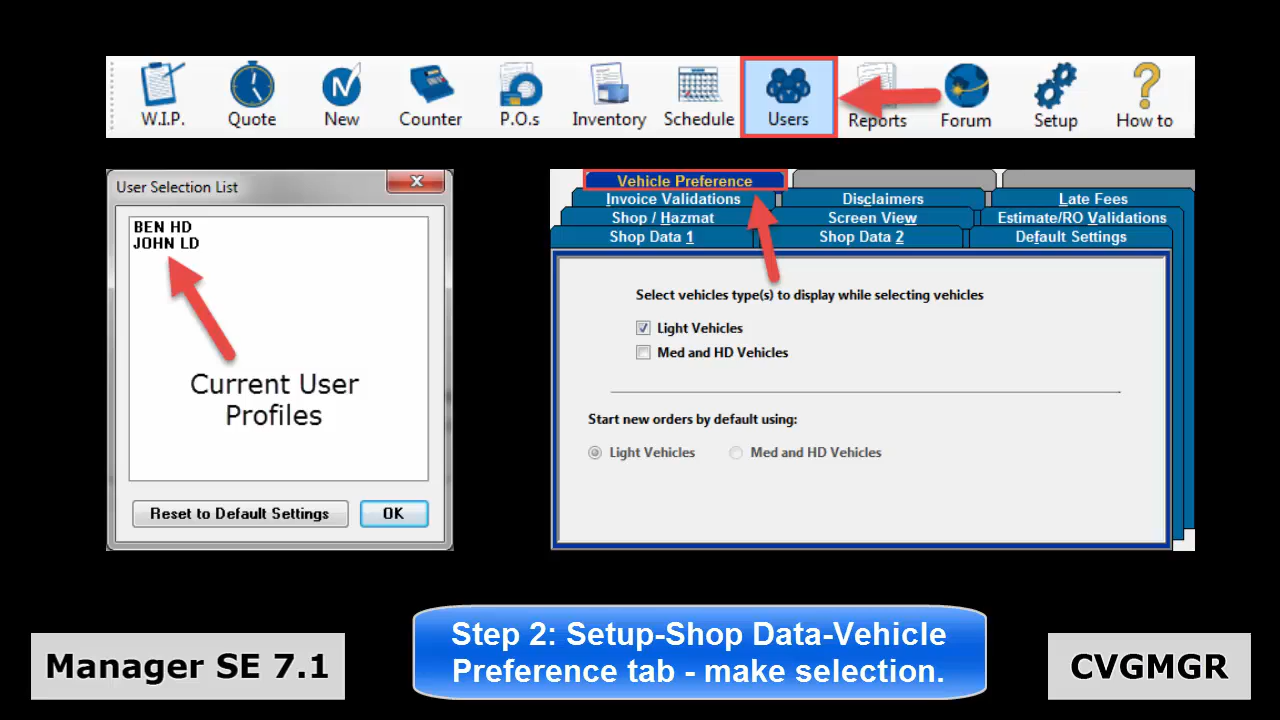 W.I.P. Quote New Counter P.O.s Inventory Schedule Users Reports Forum Setup How to
User Selection List
BEN HD
JOHN LD
Current User
Profiles
Reset to Default Settings OK
Vehicle Preference
Invoice Validations Disclaimers Late Fees
Shop / Hazmat Screen View Estimate/RO Validations
Shop Data 1 Shop Data 2 Default Settings
Select vehicles type(s) to display while selecting vehicles
Light Vehicles
Med and HD Vehicles
Start new orders by default using:
Light Vehicles Med and HD Vehicles
Manager SE 7.1
Step 2: Setup-Shop Data-Vehicle
Preference tab - make selection.
CVGMGR